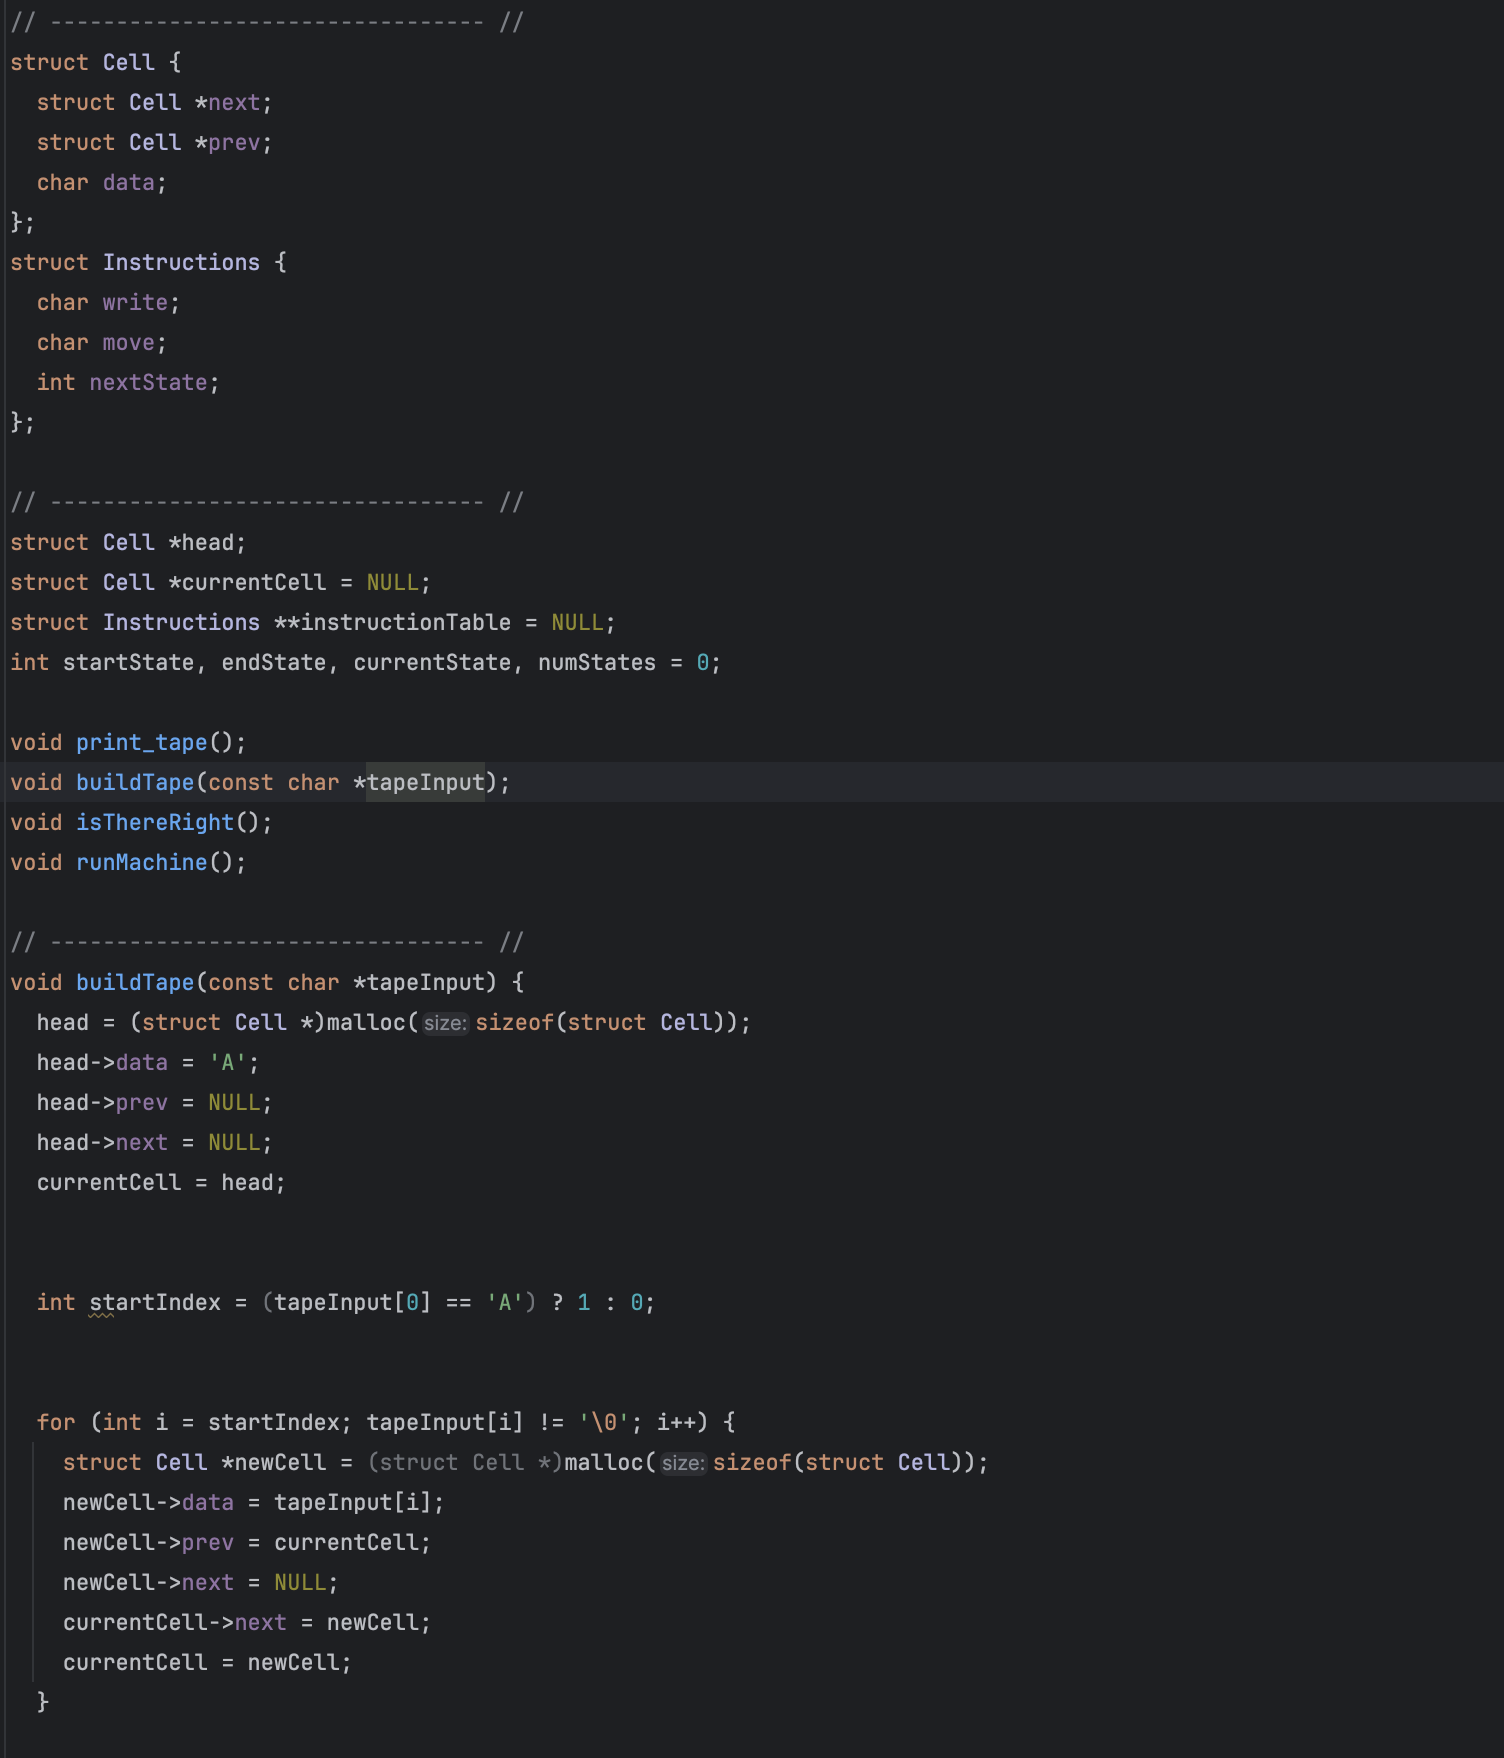 // --------------------------------- //
struct Cell {
  struct Cell *next;
  struct Cell *prev;
  char data;
};
struct Instructions {
  char write;
  char move;
  int nextState;
};
// --------------------------------- //
struct Cell *head;
struct Cell *currentCell = NULL;
struct Instructions **instructionTable = NULL;
int startState, endState, currentState, numStates = 0;
void print_tape();
void buildTape(const char *tapeInput);
void isThereRight();
void runMachine();
// --------------------------------- //
void buildTape(const char *tapeInput) {
  head = (struct Cell *)malloc(size: sizeof(struct Cell));
  head->data = 'A';
  head->prev = NULL;
  head->next = NULL;
  currentCell = head;
  int startIndex = (tapeInput[0] == 'A') ? 1 : 0;
  for (int i = startIndex; tapeInput[i] != '\0'; i++) {
    struct Cell *newCell = (struct Cell *)malloc(size: sizeof(struct Cell));
    newCell->data = tapeInput[i];
    newCell->prev = currentCell;
    newCell->next = NULL;
    currentCell->next = newCell;
    currentCell = newCell;
  }